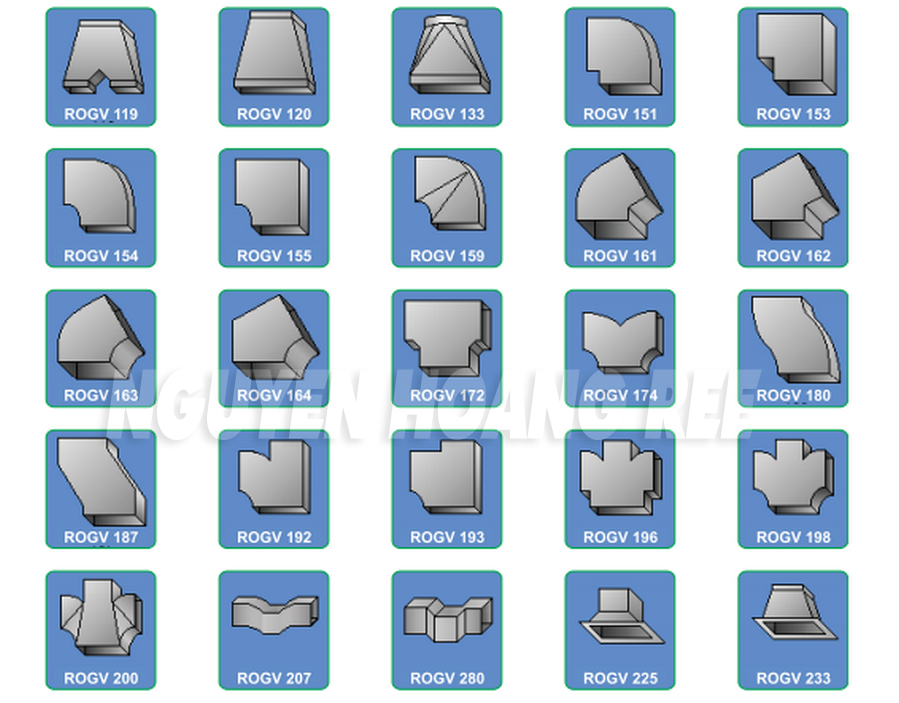 ROGV 119
ROGV 120
ROGV 133
ROGV 151
ROGV 153
ROGV 154
ROGV 155
ROGV 159
ROGV 161
ROGV 162
ROGV 163
ROGV 164
ROGV 172
ROGV 174
ROGV 180
NGUYEN HOANG REE
ROGV 187
ROGV 192
ROGV 193
ROGV 196
ROGV 198
ROGV 200
ROGV 207
ROGV 280
ROGV 225
ROGV 233